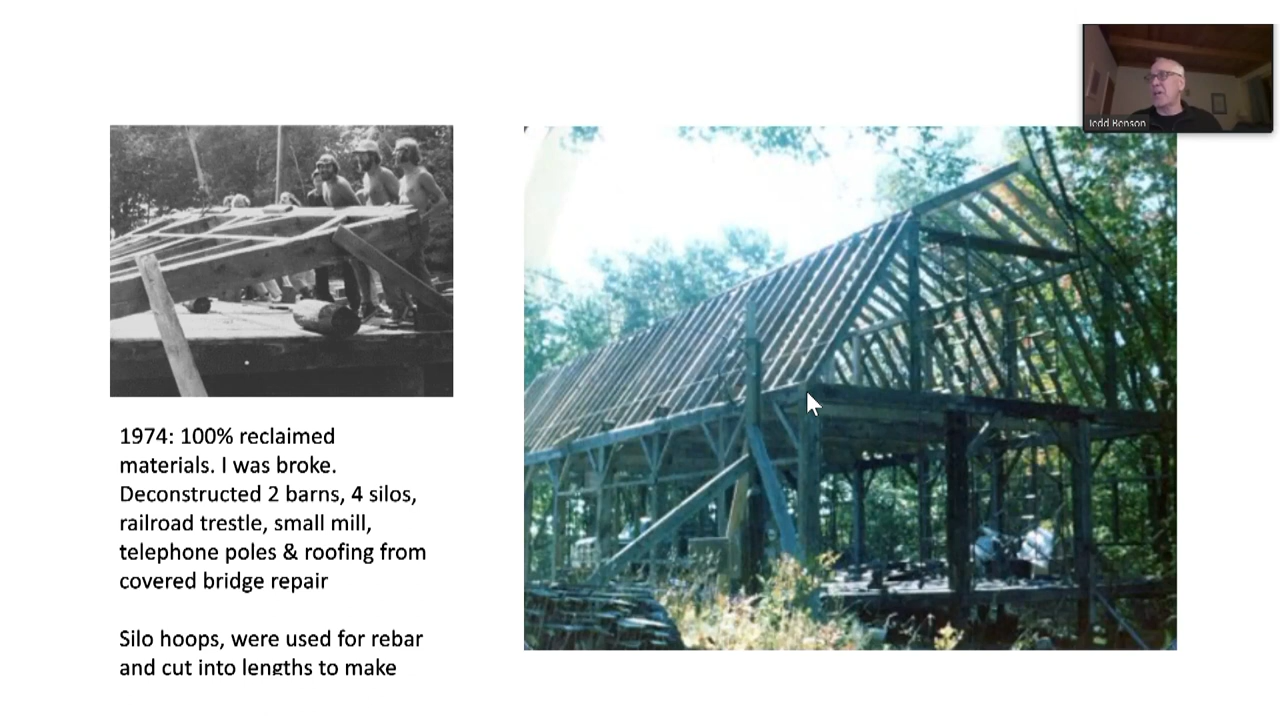 Tedd Benson
1974: 100% reclaimed
materials. I was broke.
Deconstructed 2 barns, 4 silos,
railroad trestle, small mill,
telephone poles & roofing from
covered bridge repair
Silo hoops, were used for rebar
and cut into lengths to make